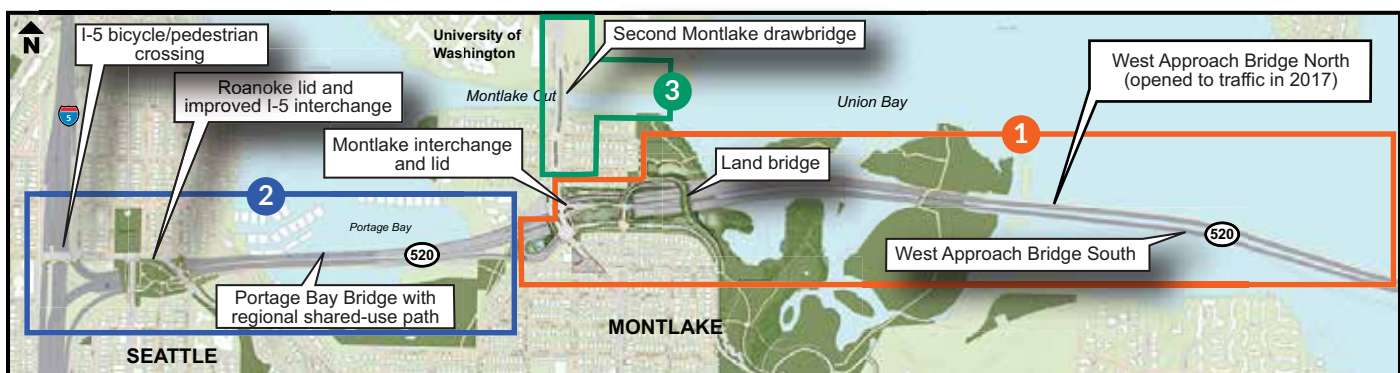 N
I-5 bicycle/pedestrian
crossing
5
Roanoke lid and
improved I-5 interchange
University of
Washington
Second Montlake drawbridge
3
Montlake Cut
Union Bay
West Approach Bridge North
(opened to traffic in 2017)
1
Montlake interchange
and lid
Land bridge
2
Portage Bay
520
520
West Approach Bridge South
Portage Bay Bridge with
regional shared-use path
MONTLAKE
SEATTLE